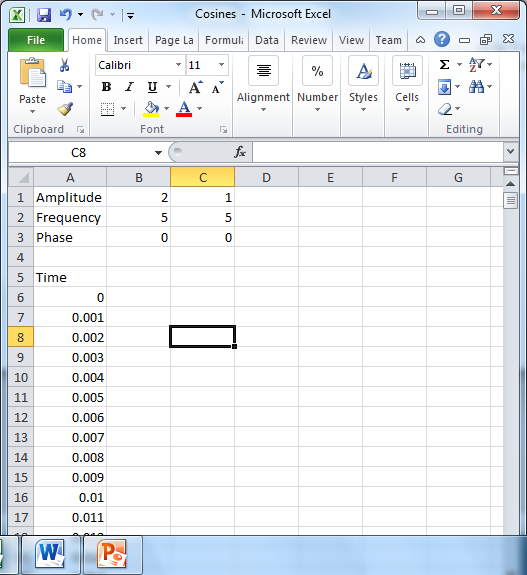 Cosines - Microsoft Excel
File Home Insert Page La Formula Data Review View Team
Calibri 11
Paste B I U A A A Alignment % Number Styles Cells Σ
Clipboard Font Editing
C8 fx
A B C D E F G
1 Amplitude 2 1
2 Frequency 5 5
3 Phase 0 0
4
5 Time
6 0
7 0.001
8 0.002
9 0.003
10 0.004
11 0.005
12 0.006
13 0.007
14 0.008
15 0.009
16 0.01
17 0.011